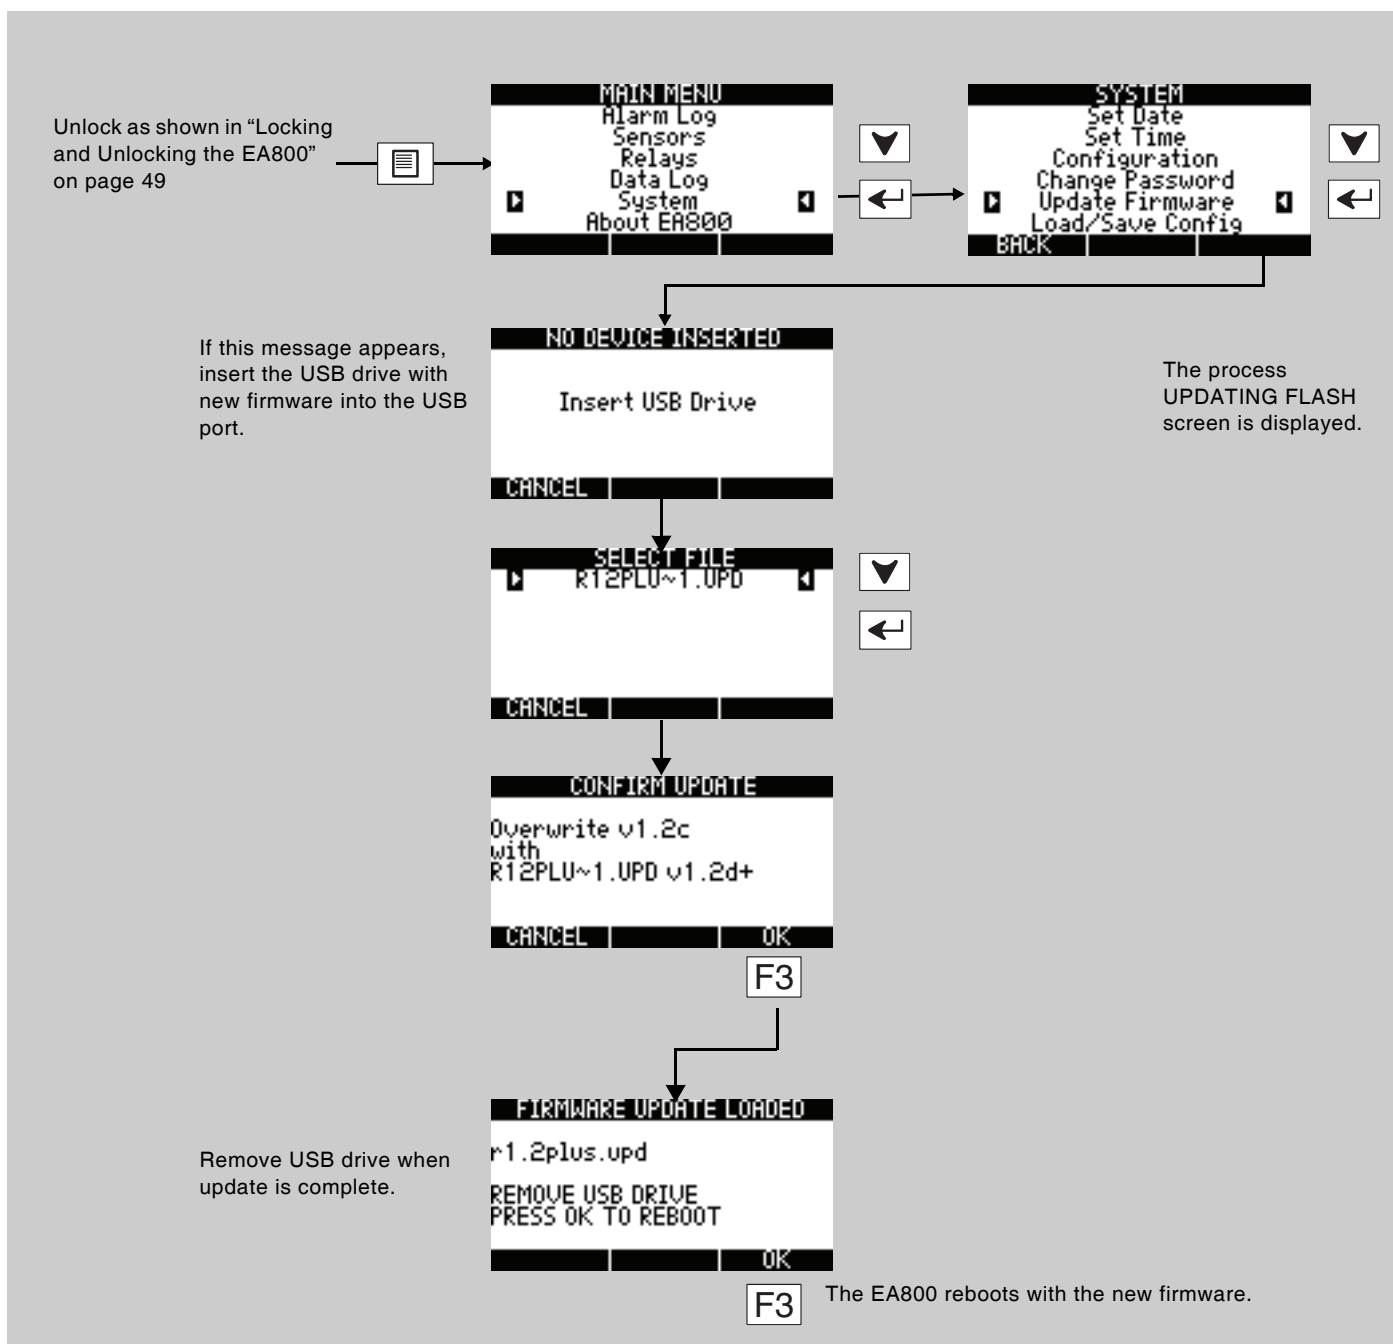 Unlock as shown in “Locking
and Unlocking the EA800”
on page 49
MAIN MENU
Alarm Log
Sensors
Relays
Data Log
System
About EA800
SYSTEM
Set Date
Set Time
Configuration
Change Password
Update Firmware
Load/Save Config
BACK
If this message appears,
insert the USB drive with
new firmware into the USB
port.
NO DEVICE INSERTED
Insert USB Drive
CANCEL
The process
UPDATING FLASH
screen is displayed.
SELECT FILE
R12PLU~1.UPD
CANCEL
CONFIRM UPDATE
Overwrite v1.2c
with
R12PLU~1.UPD v1.2d+
CANCEL OK
F3
Remove USB drive when
update is complete.
FIRMWARE UPDATE LOADED
r1.2plus.upd
REMOVE USB DRIVE
PRESS OK TO REBOOT
OK
F3
The EA800 reboots with the new firmware.